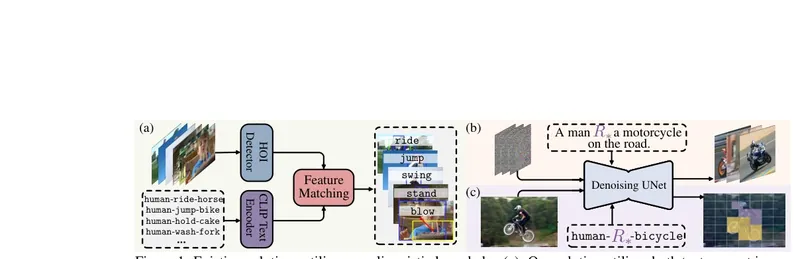 (a)
HOI
Detector
human-ride-horse
human-jump-bike
human-hold-cake
human-wash-fork
...
CLIP Text
Encoder
Feature
Matching
ride
jump
swing
stand
blow
(b)
A man R* a motorcycle
on the road.
Denoising UNet
(c)
human-R*-bicycle